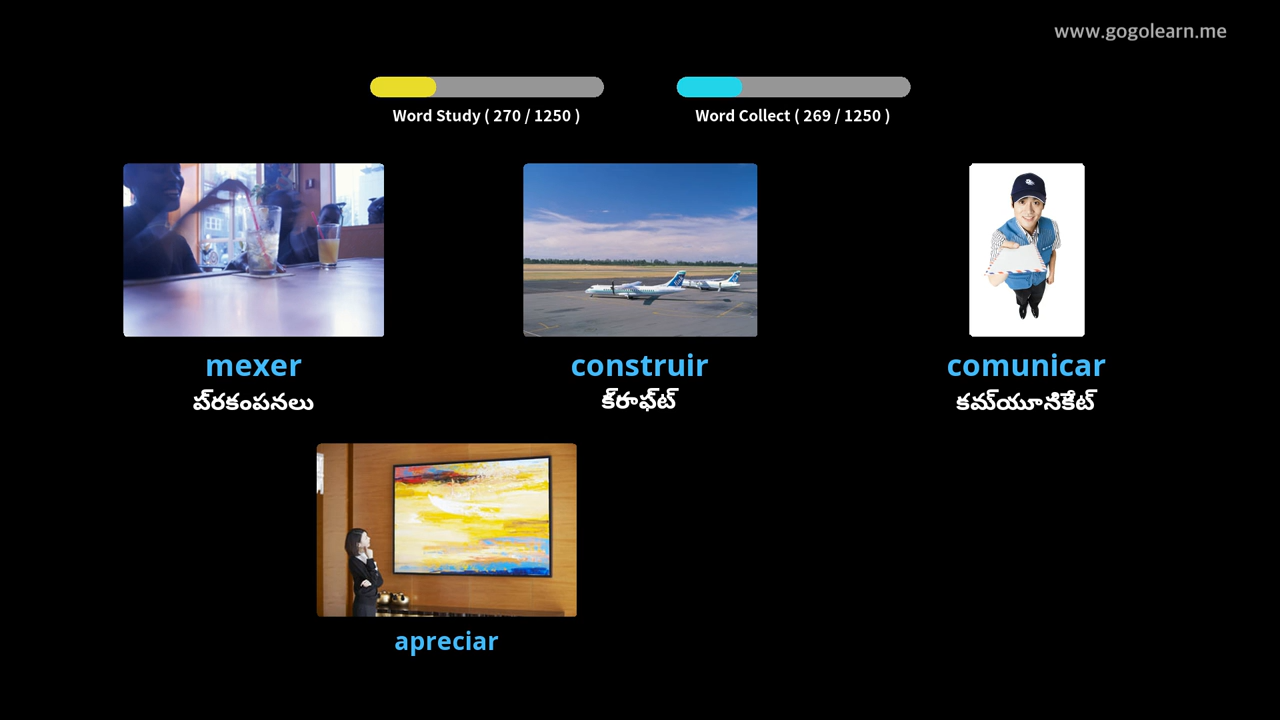 www.gogolearn.me
Word Study ( 270 / 1250 )
Word Collect ( 269 / 1250 )
mexer
construir
comunicar
ప్రకంపనలు
క్రాఫ్ట్
కమ్యూనికేట్
apreciar